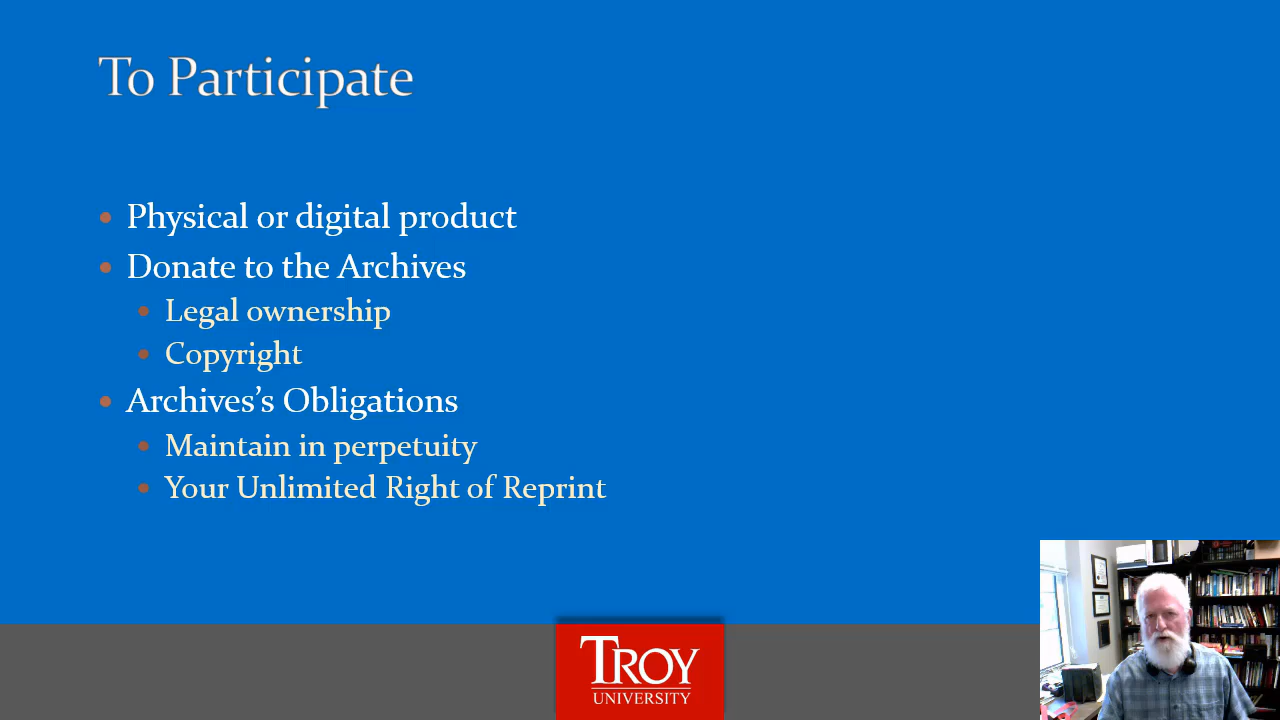 To Participate
Physical or digital product
Donate to the Archives
Legal ownership
Copyright
Archives’s Obligations
Maintain in perpetuity
Your Unlimited Right of Reprint
TROY
UNIVERSITY